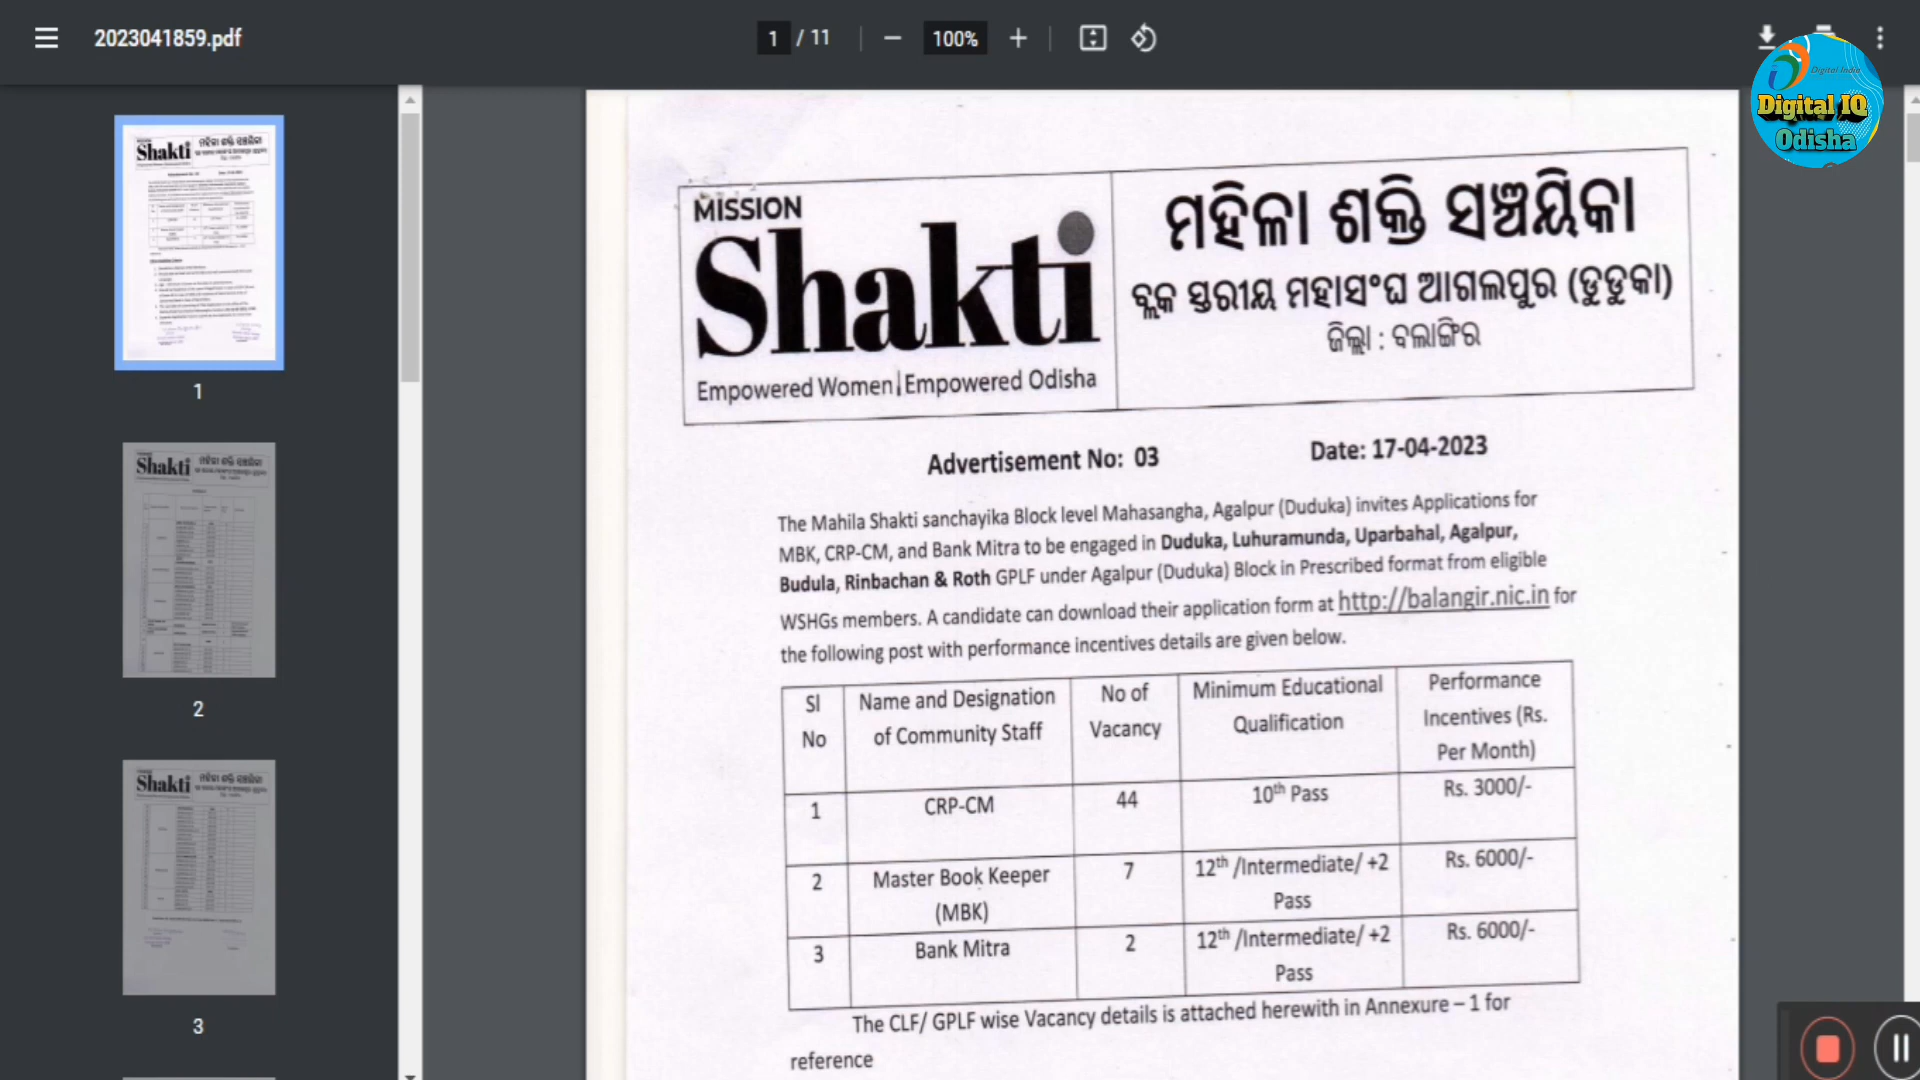 2023041859.pdf
1 / 11
100%
Digital India
Digital IQ
Odisha
1
2
3
MISSION
Shakti
Empowered Women|Empowered Odisha
ମହିଳା ଶକ୍ତି ସଞ୍ଚୟିକା
ବ୍ଲକ ସ୍ତରୀୟ ମହାସଂଘ ଆଗଲପୁର (ଡୁଡୁକା)
ଜିଲ୍ଲା : ବଲାଙ୍ଗିର
Advertisement No: 03 Date: 17-04-2023
The Mahila Shakti sanchayika Block level Mahasangha, Agalpur (Duduka) invites Applications for
MBK, CRP-CM, and Bank Mitra to be engaged in Duduka, Luhuramunda, Uparbahal, Agalpur,
Budula, Rinbachan & Roth GPLF under Agalpur (Duduka) Block in Prescribed format from eligible
WSHGs members. A candidate can download their application form at http://balangir.nic.in for
the following post with performance incentives details are given below.
Sl No Name and Designation of Community Staff No of Vacancy Minimum Educational Qualification Performance Incentives (Rs. Per Month)
1 CRP-CM 44 10th Pass Rs. 3000/-
2 Master Book Keeper (MBK) 7 12th /Intermediate/ +2 Pass Rs. 6000/-
3 Bank Mitra 2 12th /Intermediate/ +2 Pass Rs. 6000/-
The CLF/ GPLF wise Vacancy details is attached herewith in Annexure – 1 for
reference